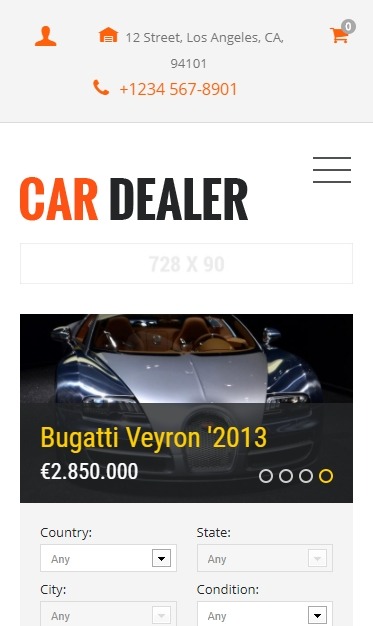 0
12 Street, Los Angeles, CA,
94101
+1234 567-8901
CAR DEALER
728 X 90
Bugatti Veyron '2013
€2.850.000
Country: State:
Any Any
City: Condition:
Any Any